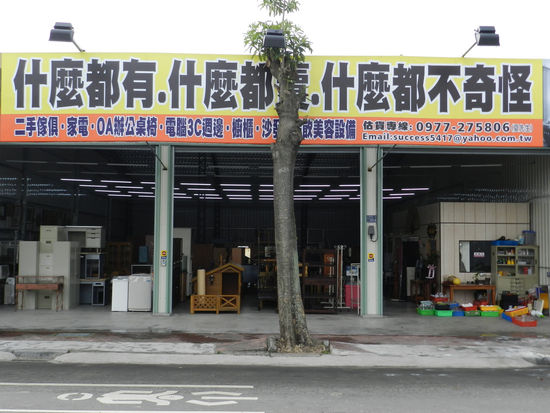 什麼都有.什麼都賣.什麼都不奇怪
二手傢俱·家電·OA辦公桌椅·電腦3C週邊·櫥櫃·沙 飲美容設備
估貨專線: 0977-275806
Email:success5417@yahoo.com.tw